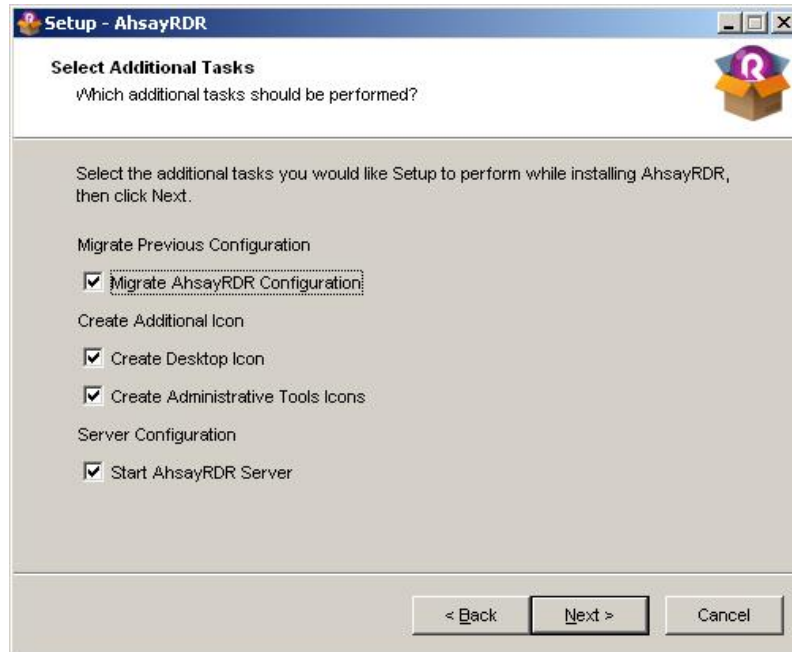 Setup - AhsayRDR
Select Additional Tasks
Which additional tasks should be performed?
R
Select the additional tasks you would like Setup to perform while installing AhsayRDR,
then click Next.
Migrate Previous Configuration
Migrate AhsayRDR Configuration
Create Additional Icon
Create Desktop Icon
Create Administrative Tools Icons
Server Configuration
Start AhsayRDR Server
< Back Next > Cancel